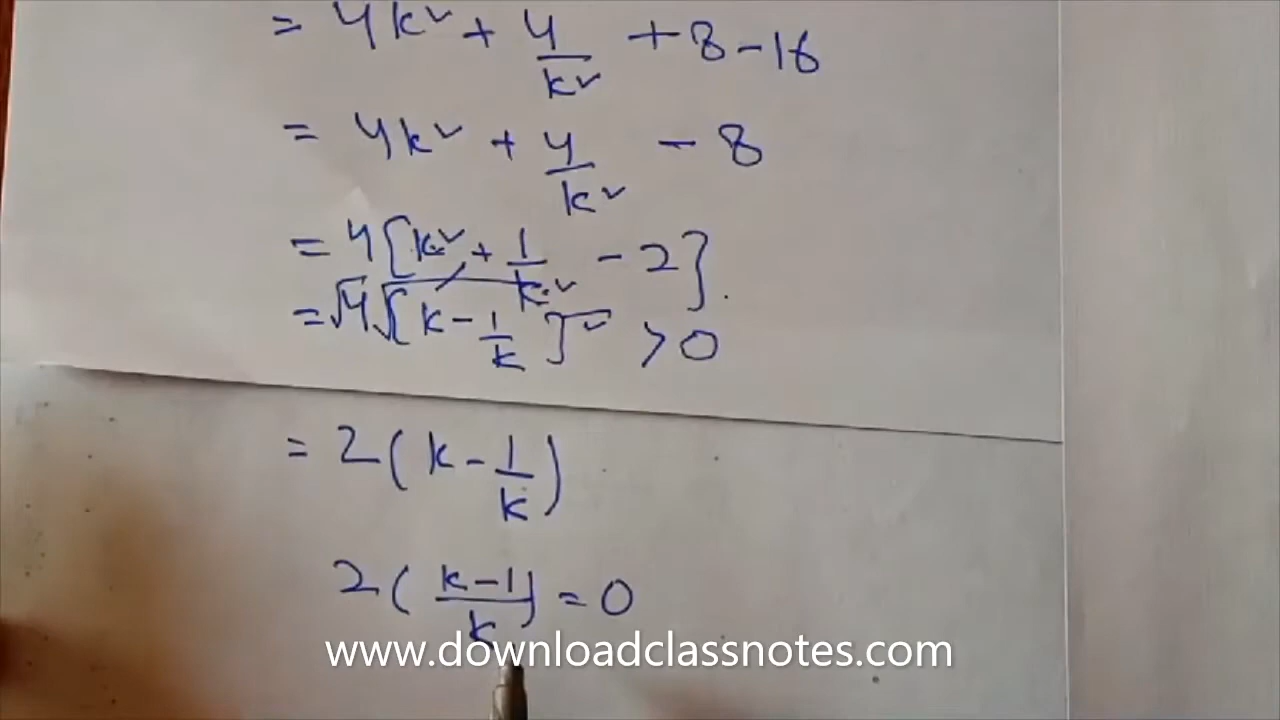 = 4k² + 4/k² + 8 - 16
= 4k² + 4/k² - 8
= 4[k² + 1/k² - 2]
= √4 √[k - 1/k]² > 0
= 2(k - 1/k)
2(k-1/k) = 0
www.downloadclassnotes.com